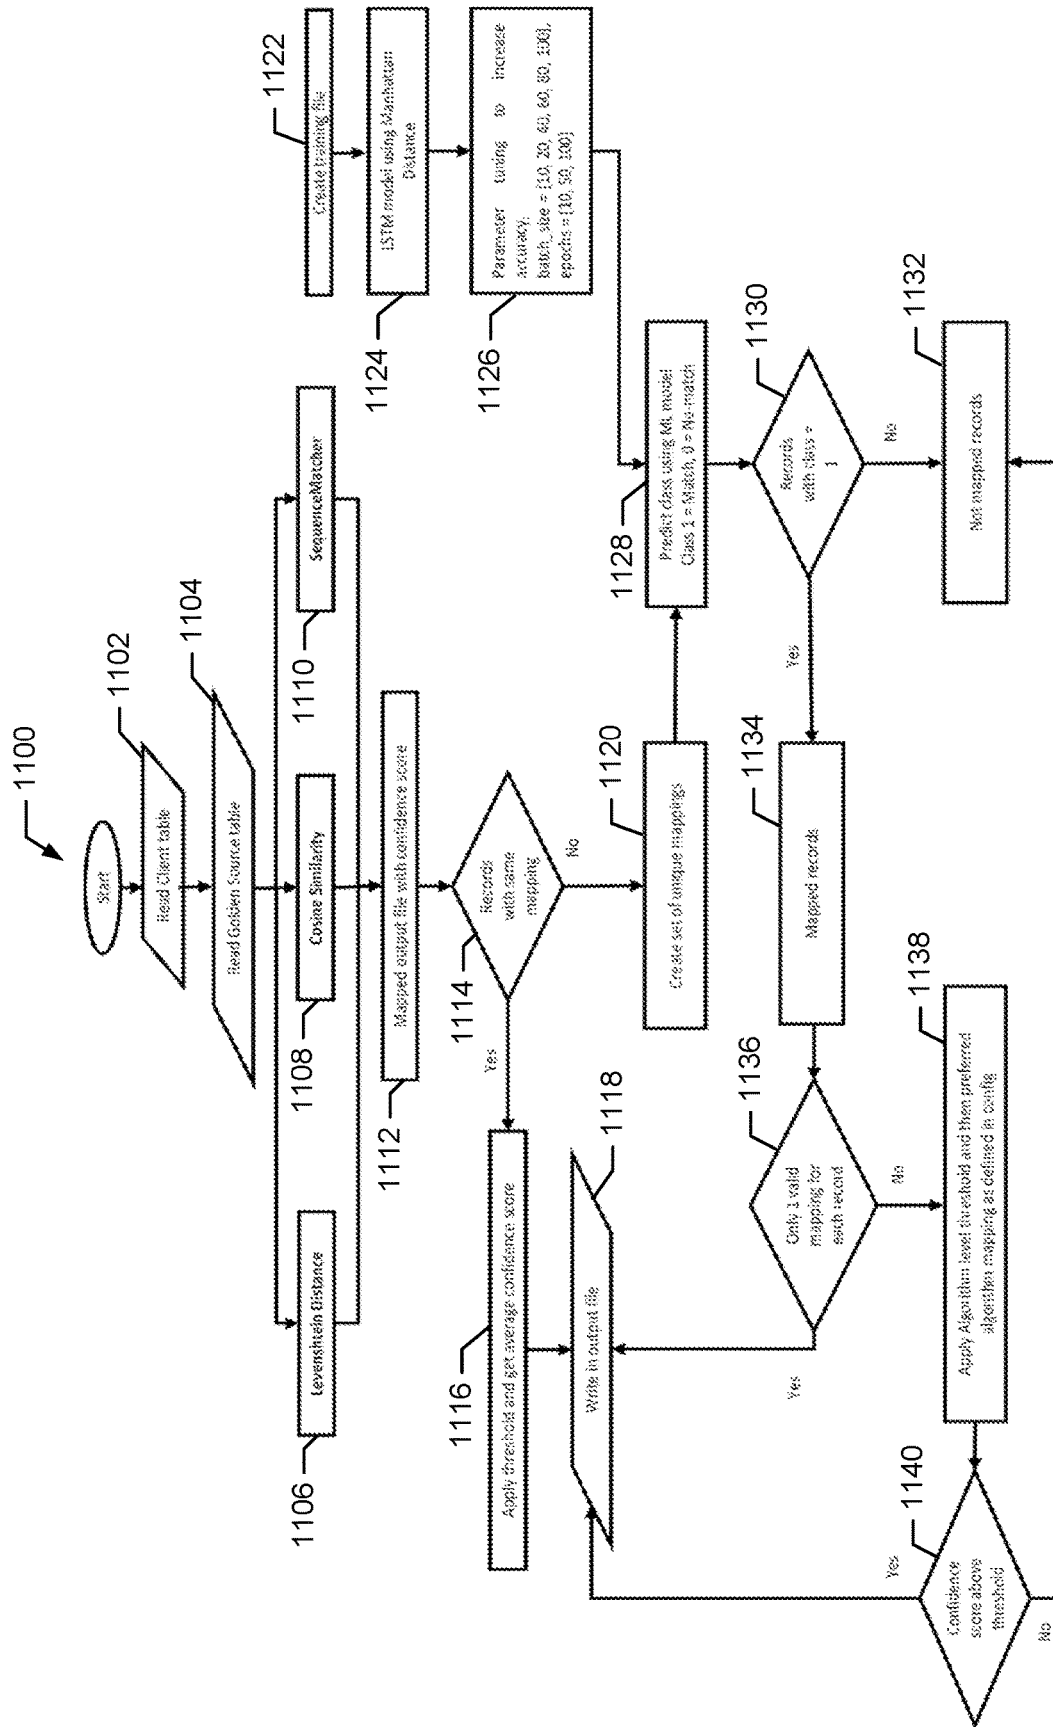 1100
Start
1102
Read Client table
1104
Read Golden Source table
1106
Levenshtein Distance
1108
Cosine Similarity
1110
SequenceMatcher
1112
Mapped output file with confidence score
1114
Records
with same
mapping
Yes
No
1116
Apply threshold and get average confidence score
1118
Write in output file
1120
Create set of unique mappings
1122
Create training file
1124
LSTM model using Manhattan
Distance
1126
Parameter tuning to increase
accuracy.
batch_size = [10, 20, 40, 60, 80, 100],
epochs = [10, 50, 100]
1128
Predict class using ML model
Class 1 = Match, 0 = No-match
1130
Records
with class =
1
Yes
No
1132
Not mapped records
1134
Mapped records
1136
Only 1 valid
mapping for
each record
Yes
No
1138
Apply Algorithm level threshold and then preferred
algorithm mapping as defined in config
1140
Confidence
score above
threshold
Yes
No